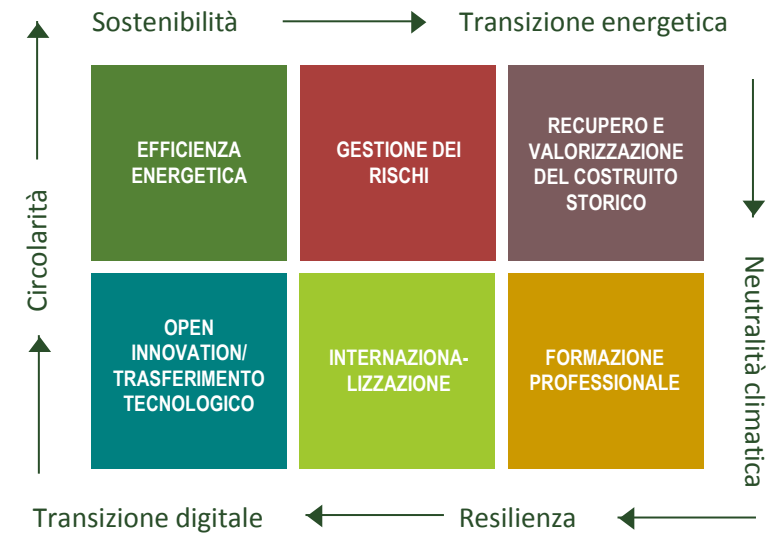 Sostenibilità
Transizione energetica
EFFICIENZA
ENERGETICA
GESTIONE DEI
RISCHI
RECUPERO E
VALORIZZAZIONE
DEL COSTRUITO
STORICO
Circolarità
Neutralità climatica
OPEN
INNOVATION/
TRASFERIMENTO
TECNOLOGICO
INTERNAZIONA-
LIZZAZIONE
FORMAZIONE
PROFESSIONALE
Transizione digitale
Resilienza